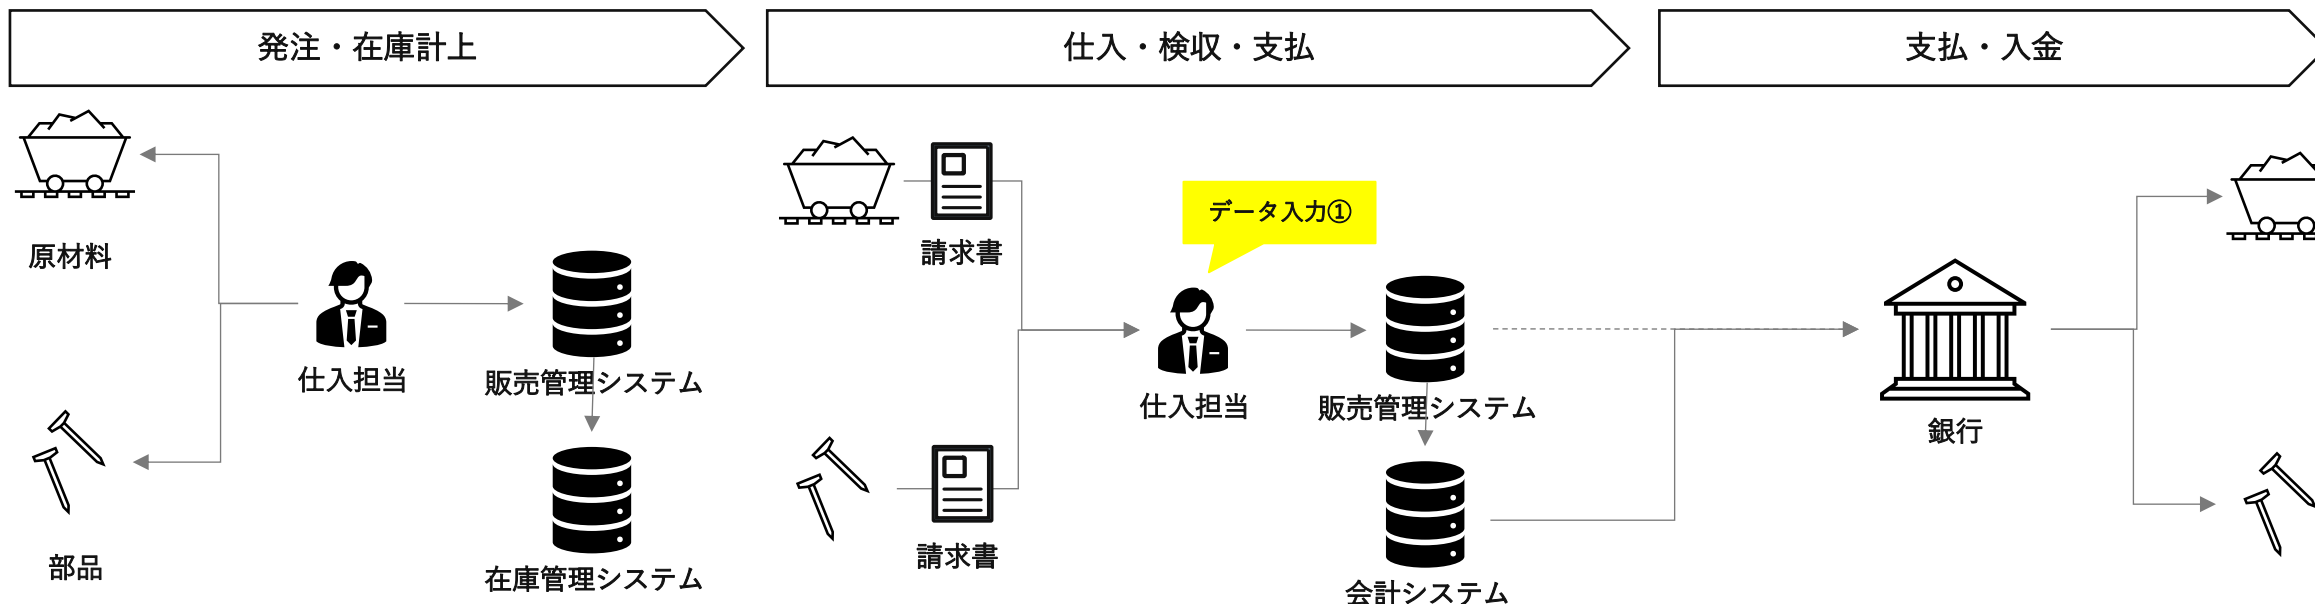 発注・在庫計上
仕入・検収・支払
支払・入金
原材料
仕入担当
販売管理システム
部品
在庫管理システム
請求書
データ入力①
仕入担当
販売管理システム
請求書
会計システム
銀行